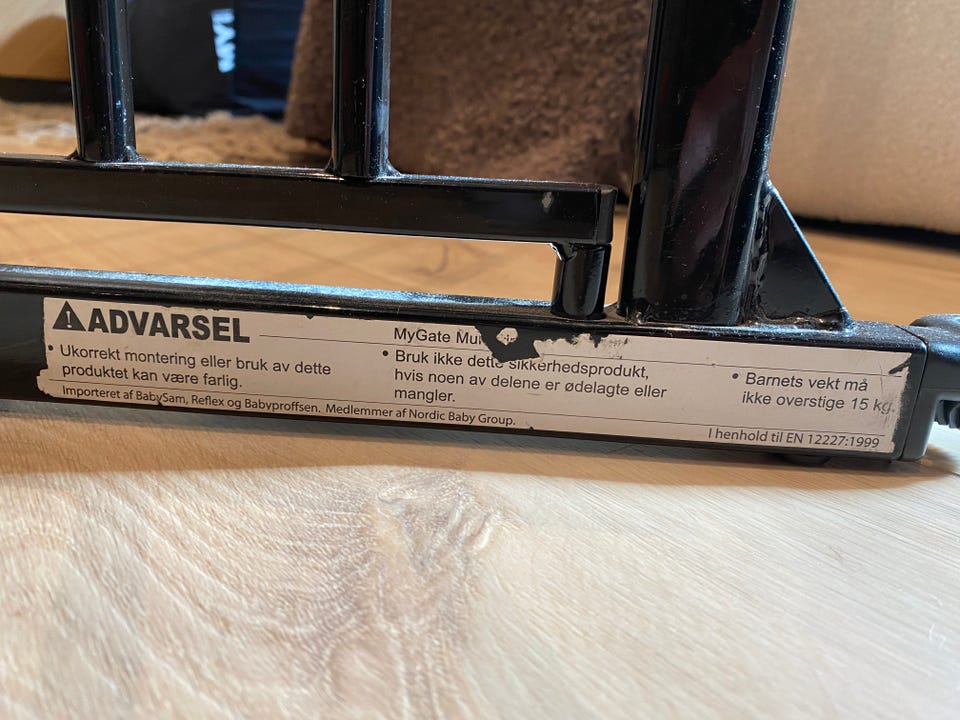 ADVARSEL
• Ukorrekt montering eller bruk av dette
produktet kan være farlig.
MyGate
• Bruk ikke dette sikkerhedsprodukt,
hvis noen av delene er ødelagte eller
mangler.
• Barnets vekt må
ikke overstige 15 kg.
Importeret af BabySam, Reflex og Babyproffsen. Medlemmer af Nordic Baby Group.
I henhold til EN 12227:1999